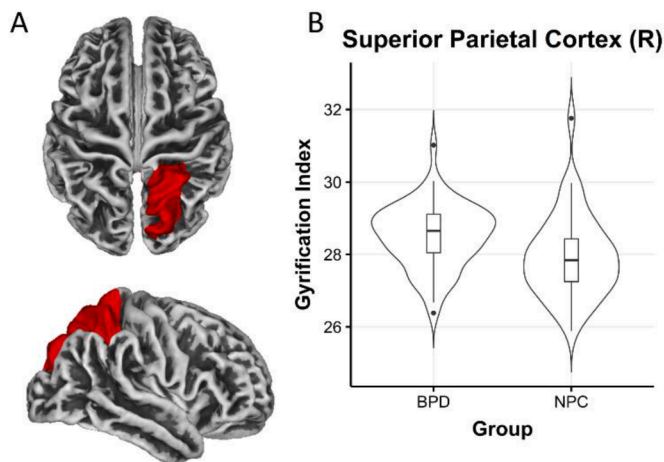 A
B
Superior Parietal Cortex (R)
Gyrification Index
32
30
28
26
BPD
NPC
Group